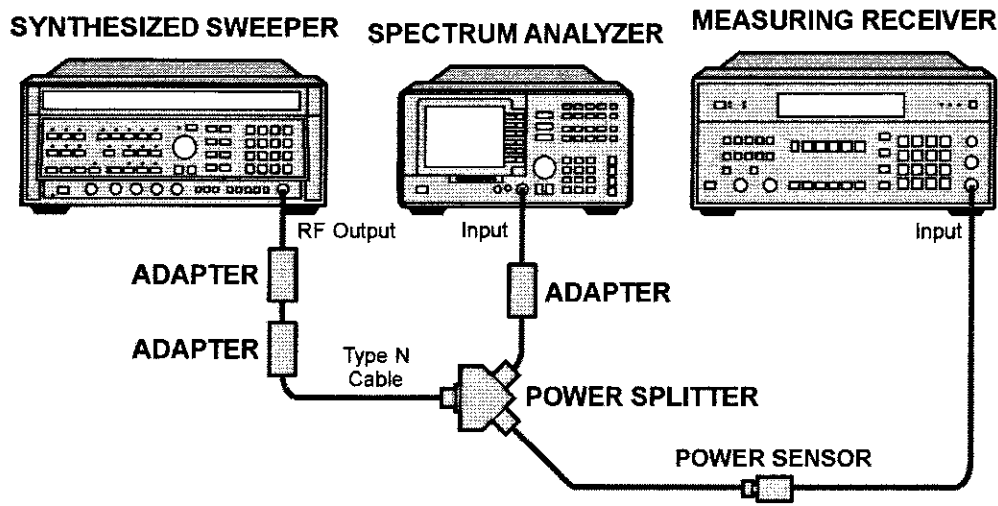 SYNTHESIZED SWEEPER
SPECTRUM ANALYZER
MEASURING RECEIVER
RF Output
Input
Input
ADAPTER
ADAPTER
ADAPTER
Type N
Cable
POWER SPLITTER
POWER SENSOR